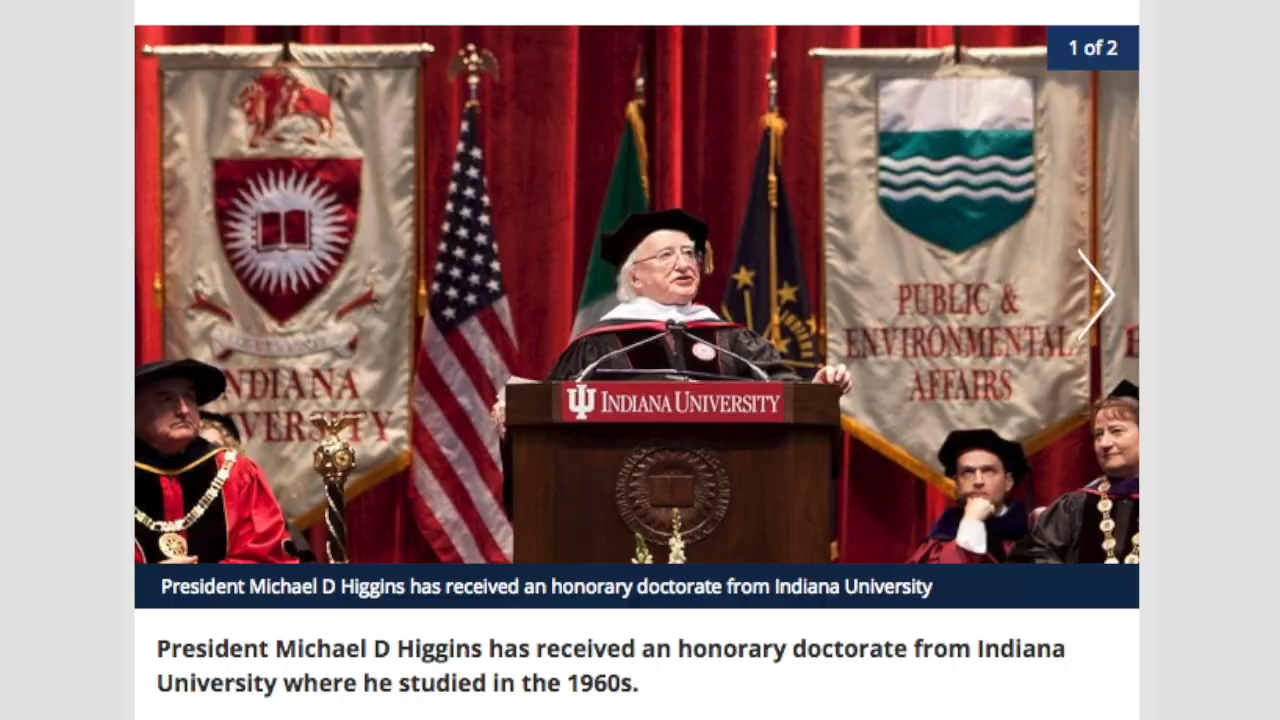 1 of 2
INDIANA
UNIVERSITY
PUBLIC &
ENVIRONMENTAL
AFFAIRS
INDIANA
INDIANA UNIVERSITY
President Michael D Higgins has received an honorary doctorate from Indiana University
President Michael D Higgins has received an honorary doctorate from Indiana
University where he studied in the 1960s.